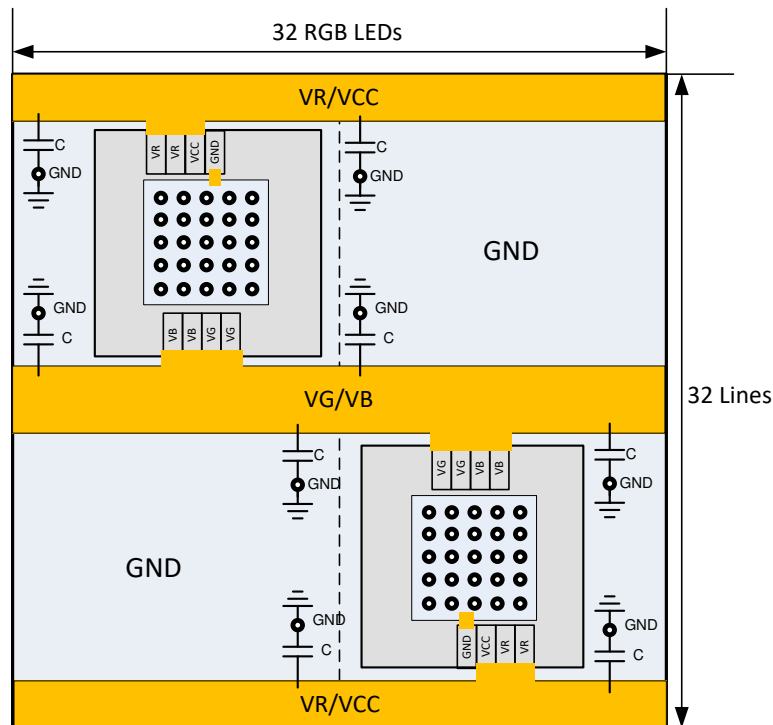 32 RGB LEDs
VR/VCC
VR VR VCC GND
C C
GND GND
GND
GND GND
C C
VB VB VG VG
VG/VB
32 Lines
C C
VG VG VB VB
GND GND
GND
GND GND
C C
GND VCC VR VR
VR/VCC